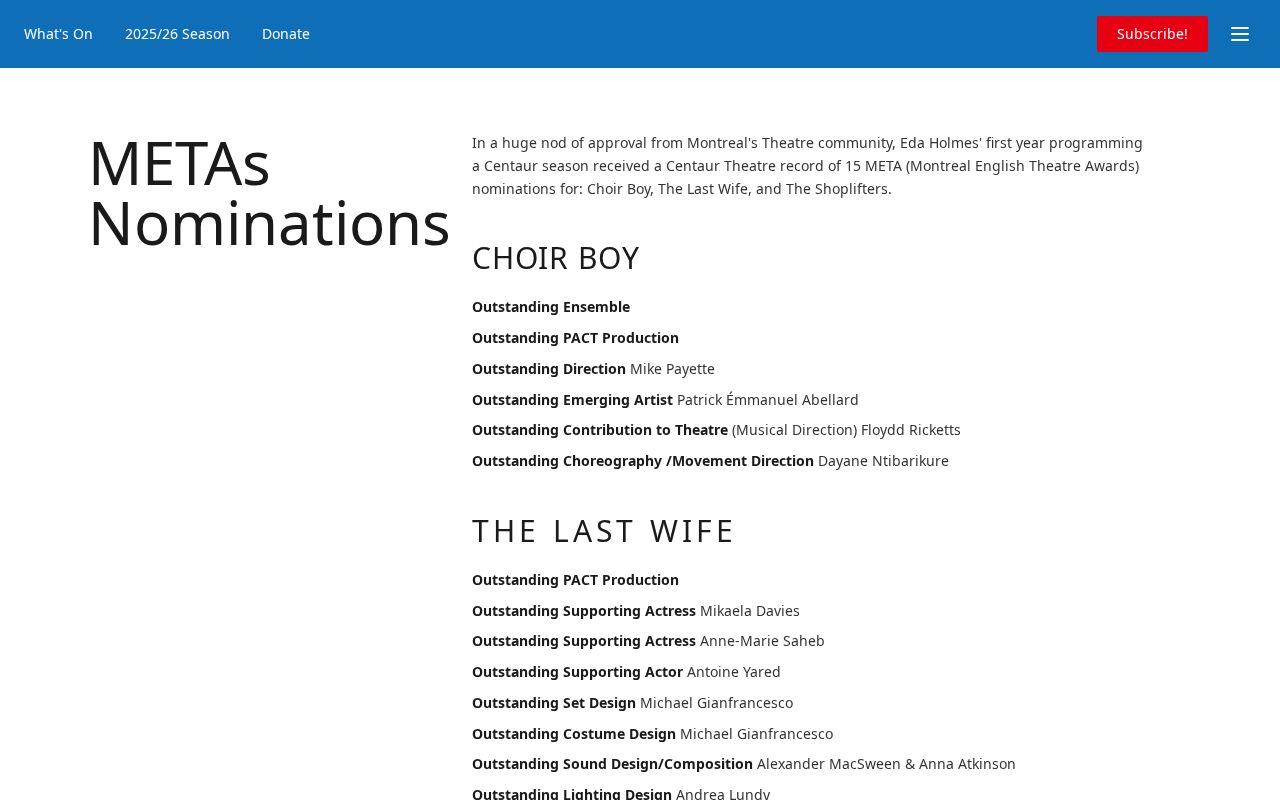 What's On
2025/26 Season
Donate
Subscribe!
METAs
Nominations
In a huge nod of approval from Montreal's Theatre community, Eda Holmes' first year programming
a Centaur season received a Centaur Theatre record of 15 META (Montreal English Theatre Awards)
nominations for: Choir Boy, The Last Wife, and The Shoplifters.
CHOIR BOY
Outstanding Ensemble
Outstanding PACT Production
Outstanding Direction Mike Payette
Outstanding Emerging Artist Patrick Émmanuel Abellard
Outstanding Contribution to Theatre (Musical Direction) Floydd Ricketts
Outstanding Choreography /Movement Direction Dayane Ntibarikure
THE LAST WIFE
Outstanding PACT Production
Outstanding Supporting Actress Mikaela Davies
Outstanding Supporting Actress Anne-Marie Saheb
Outstanding Supporting Actor Antoine Yared
Outstanding Set Design Michael Gianfrancesco
Outstanding Costume Design Michael Gianfrancesco
Outstanding Sound Design/Composition Alexander MacSween & Anna Atkinson
Outstanding Lighting Design Andrea Lundy